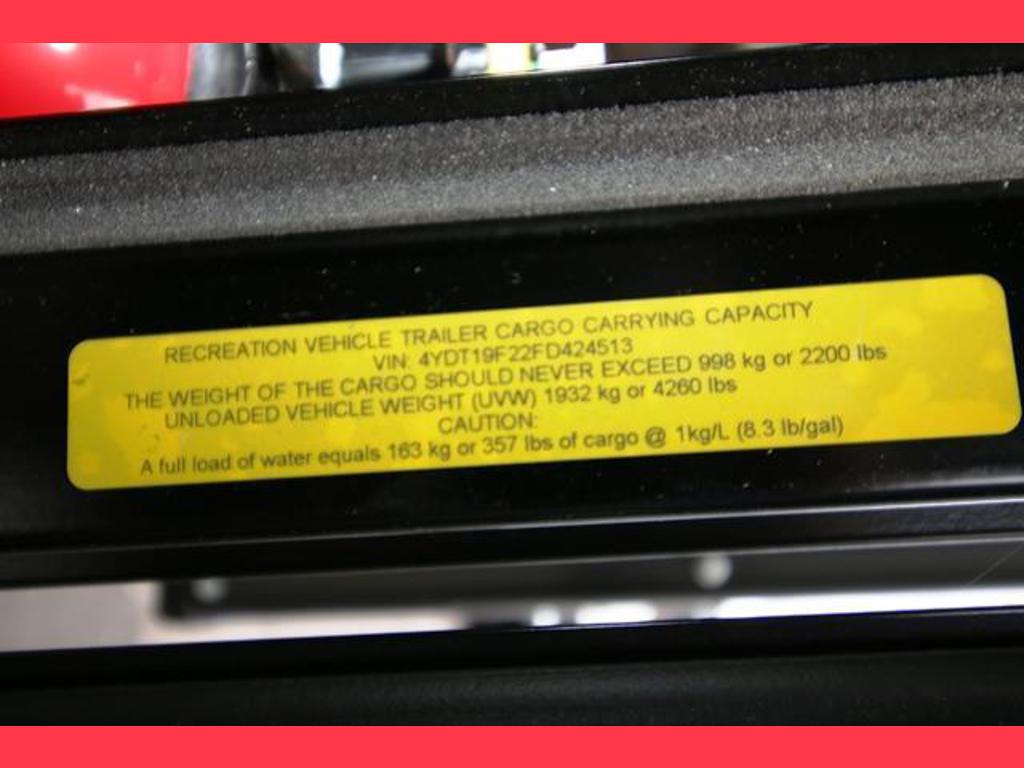 RECREATION VEHICLE TRAILER CARGO CARRYING CAPACITY
VIN: 4YDT19F22FD424513
THE WEIGHT OF THE CARGO SHOULD NEVER EXCEED 998 kg or 2200 lbs
UNLOADED VEHICLE WEIGHT (UVW) 1932 kg or 4260 lbs
CAUTION:
A full load of water equals 163 kg or 357 lbs of cargo @ 1kg/L (8.3 lb/gal)